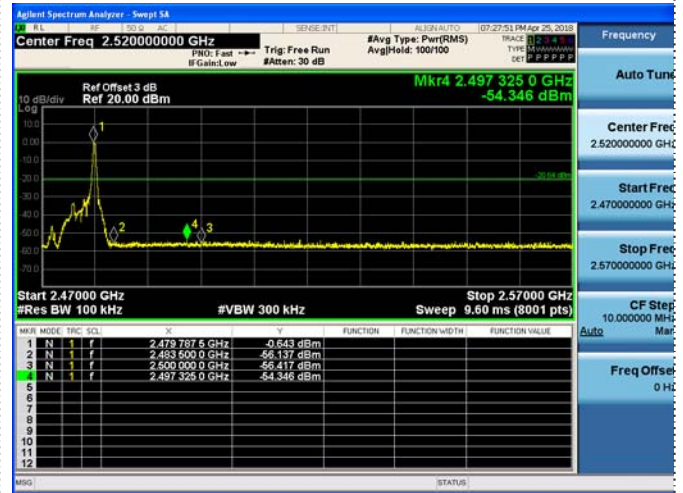 Agilent Spectrum Analyzer - Swept SA
RL RF 50 Ω AC SENSE:INT ALIGN AUTO 07:27:51 PM Apr 25, 2018
Center Freq 2.520000000 GHz
PNO: Fast
IFGain:Low
Trig: Free Run
#Atten: 30 dB
#Avg Type: Pwr(RMS)
Avg|Hold: 100/100
TRACE 1 2 3 4 5 6
TYPE
DET P P P P P P
Mkr4 2.497 325 0 GHz
-54.346 dBm
Ref Offset 3 dB
10 dB/div Ref 20.00 dBm
Log
10.0
0.00
-10.0
-20.0
-30.0
-40.0
-50.0
-60.0
-70.0
1
2
4
3
Start 2.47000 GHz Stop 2.57000 GHz
#Res BW 100 kHz #VBW 300 kHz Sweep 9.60 ms (8001 pts)
MKR MODE TRC SCL X Y FUNCTION FUNCTION WIDTH FUNCTION VALUE
1 N 1 f 2.479 787 5 GHz -0.643 dBm
2 N 1 f 2.483 500 0 GHz -56.137 dBm
3 N 1 f 2.500 000 0 GHz -56.417 dBm
4 N 1 f 2.497 325 0 GHz -54.346 dBm
5
6
7
8
9
10
11
12
MSG STATUS
Frequency
Auto Tune
Center Freq
2.520000000 GHz
Start Freq
2.470000000 GHz
Stop Freq
2.570000000 GHz
CF Step
10.000000 MHz
Auto Man
Freq Offset
0 Hz